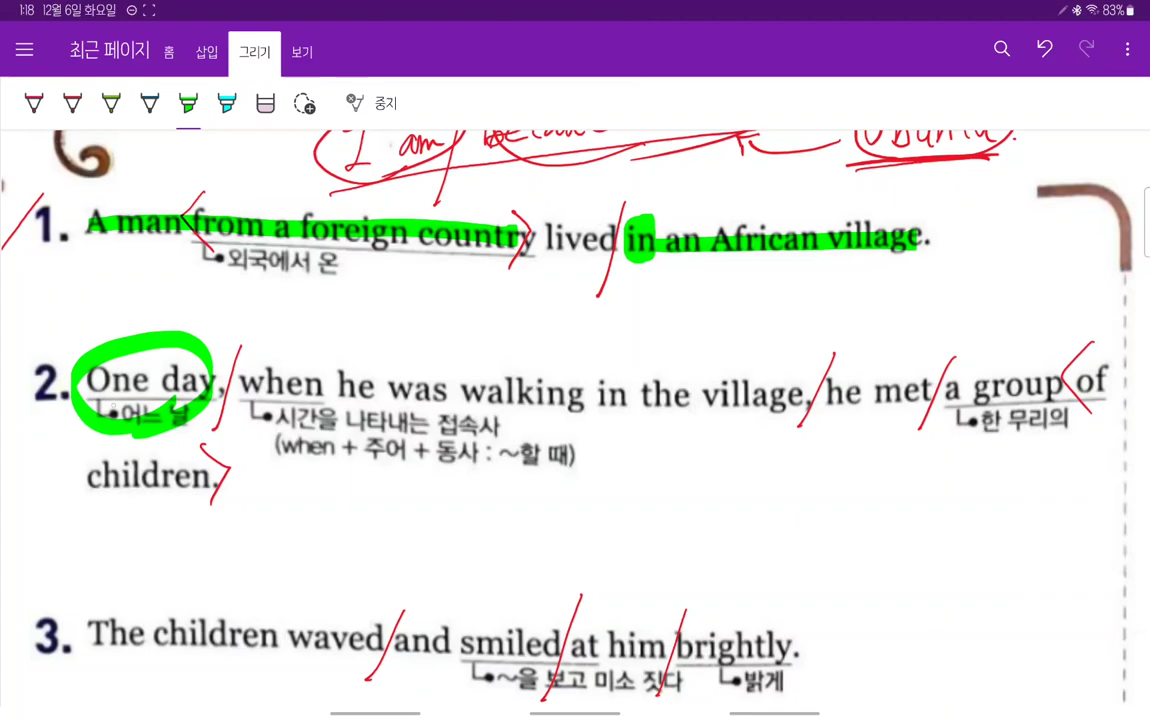 1:18 12월 6일 화요일 83%
최근 페이지 홈 삽입 그리기 보기
중지
I am
Ubuntu.
1. A man from a foreign country lived in an African village.
외국에서 온
2. One day, when he was walking in the village, he met a group of
어느 날 시간을 나타내는 접속사 한 무리의
(when + 주어 + 동사 : ~할 때)
children.
3. The children waved and smiled at him brightly.
~을 보고 미소 짓다 밝게